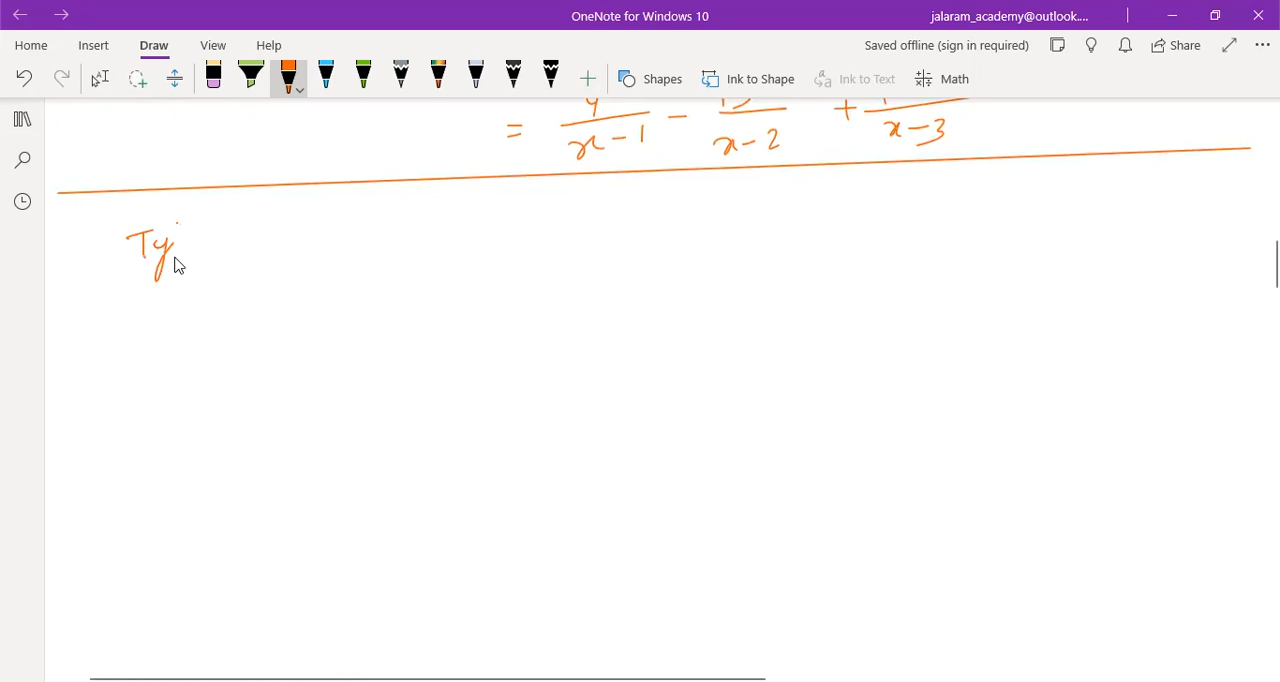 OneNote for Windows 10
jalaram_academy@outlook....
Home Insert Draw View Help
Saved offline (sign in required) Share
Shapes Ink to Shape Ink to Text Math
= /x-1 - /x-2 + /x-3
Ty